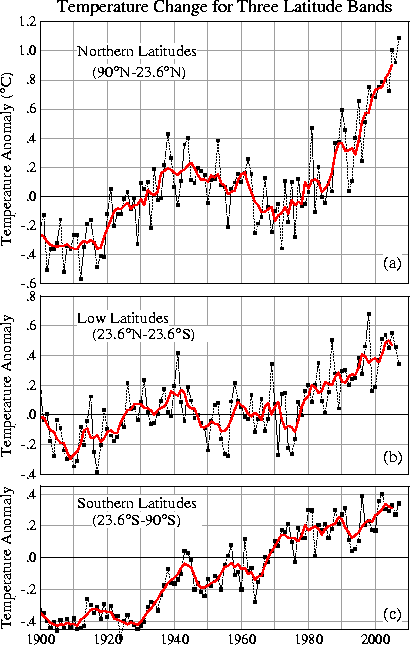 Temperature Change for Three Latitude Bands
Temperature Anomaly (°C)
1.2
1.0
.8
.6
.4
.2
.0
-.2
-.4
-.6
Northern Latitudes
(90°N-23.6°N)
(a)
Temperature Anomaly
.8
.6
.4
.2
.0
-.2
-.4
Low Latitudes
(23.6°N-23.6°S)
(b)
Temperature Anomaly
.4
.2
.0
-.2
-.4
Southern Latitudes
(23.6°S-90°S)
(c)
1900 1920 1940 1960 1980 2000